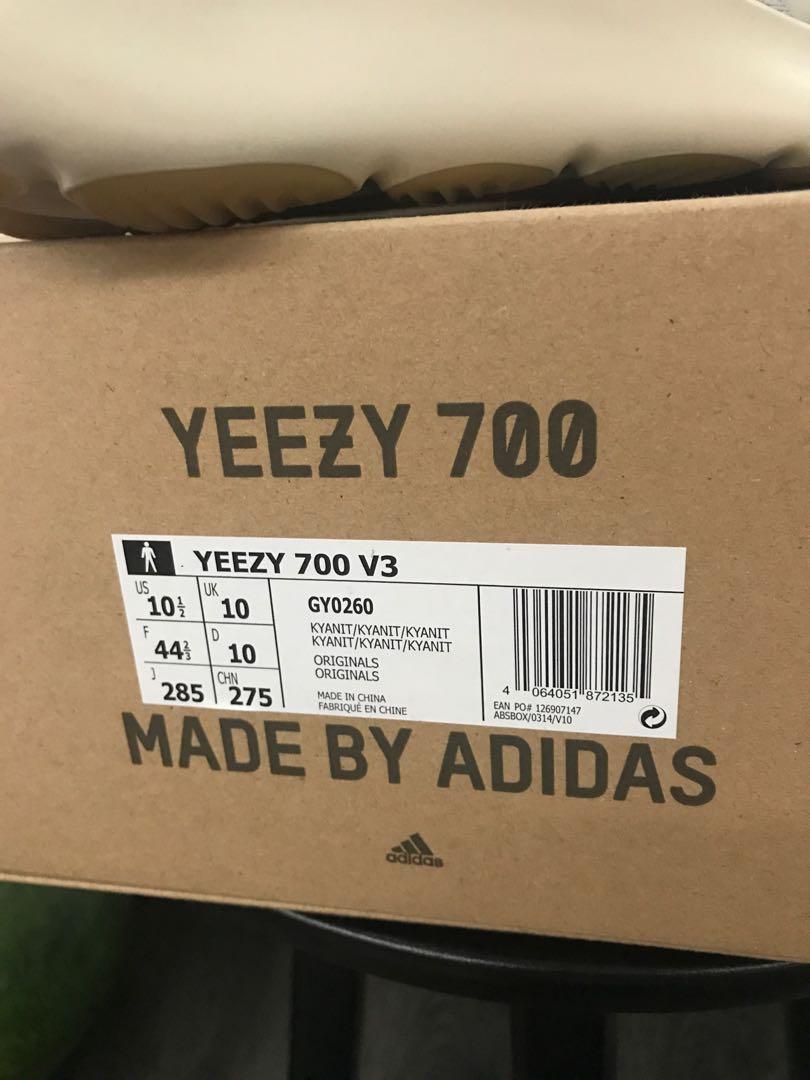 YEEZY 700
YEEZY 700 V3
US 10½ UK 10
F 44⅔ D 10
J 285 CHN 275
GY0260
KYANIT/KYANIT/KYANIT
KYANIT/KYANIT/KYANIT
ORIGINALS
ORIGINALS
MADE IN CHINA
FABRIQUÉ EN CHINE
4 064051 872135
EAN PO# 126907147
ABSBOX/0314/V10
MADE BY ADIDAS
adidas